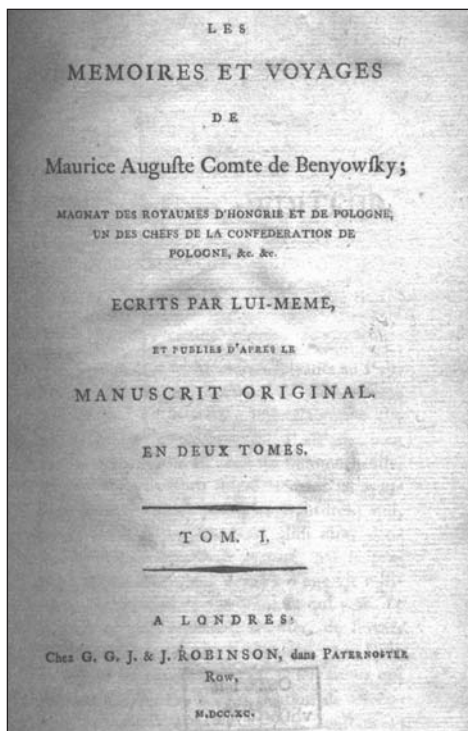 LES
MEMOIRES ET VOYAGES
DE
Maurice Auguſte Comte de Benyowſky;
MAGNAT DES ROYAUMES D'HONGRIE ET DE POLOGNE,
UN DES CHEFS DE LA CONFEDERATION DE
POLOGNE, &c. &c.
ECRITS PAR LUI-MEME,
ET PUBLIES D'APRES LE
MANUSCRIT ORIGINAL.
EN DEUX TOMES.
TOM. I.
A LONDRES:
Chez G. G. J. & J. ROBINSON, dans PATERNOSTER
Row,
M.DCC.XC.